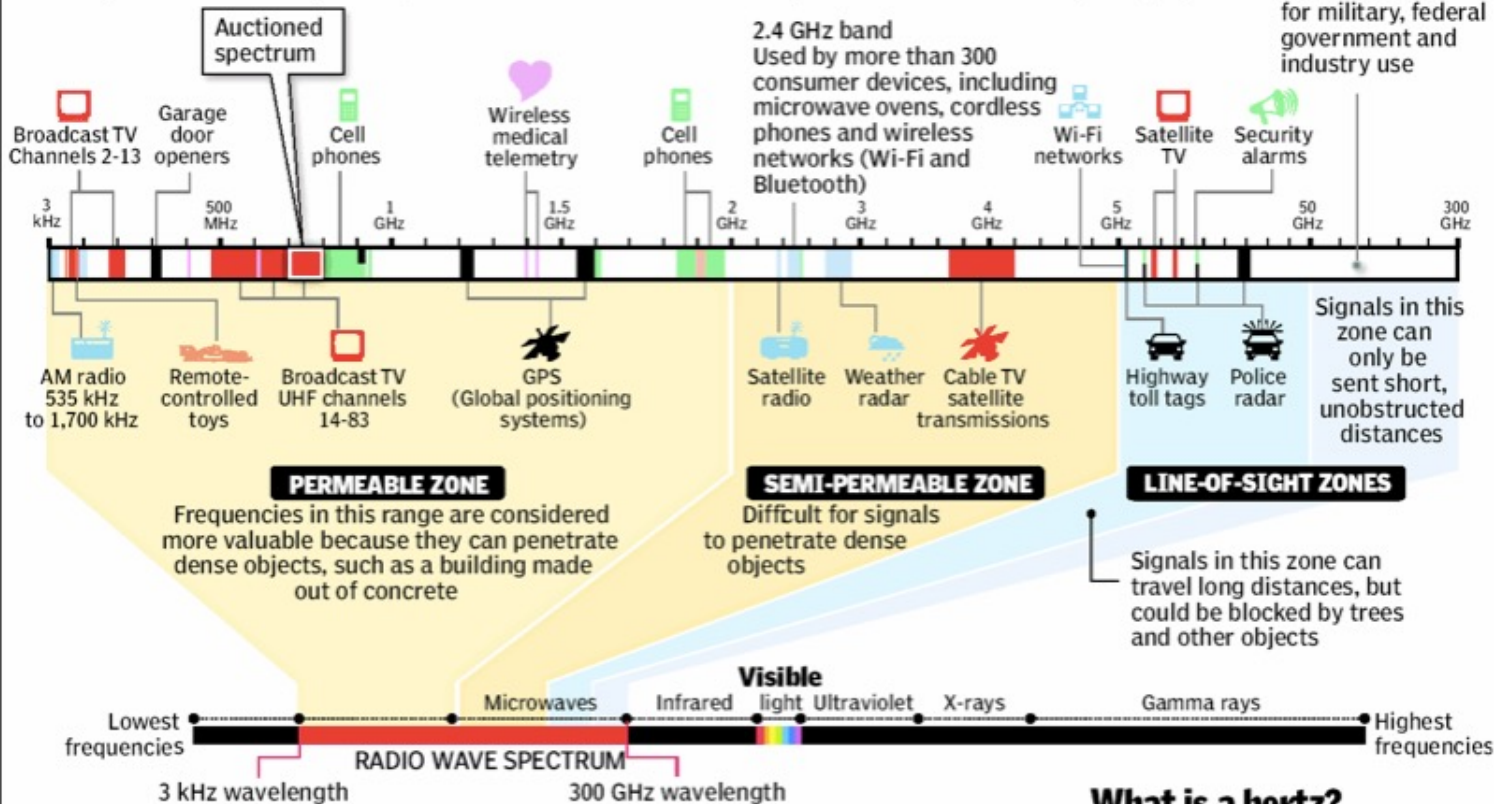 for military, federal
government and
industry use
Auctioned
spectrum
2.4 GHz band
Used by more than 300
consumer devices, including
microwave ovens, cordless
phones and wireless
networks (Wi-Fi and
Bluetooth)
Broadcast TV
Channels 2-13
Garage
door
openers
Cell
phones
Wireless
medical
telemetry
Cell
phones
Wi-Fi
networks
Satellite
TV
Security
alarms
3
kHz
500
MHz
1
GHz
1.5
GHz
2
GHz
3
GHz
4
GHz
5
GHz
50
GHz
300
GHz
AM radio
535 kHz
to 1,700 kHz
Remote-
controlled
toys
Broadcast TV
UHF channels
14-83
GPS
(Global positioning
systems)
Satellite
radio
Weather
radar
Cable TV
satellite
transmissions
Highway
toll tags
Police
radar
Signals in this
zone can
only be
sent short,
unobstructed
distances
PERMEABLE ZONE
Frequencies in this range are considered
more valuable because they can penetrate
dense objects, such as a building made
out of concrete
SEMI-PERMEABLE ZONE
Difficult for signals
to penetrate dense
objects
LINE-OF-SIGHT ZONES
Signals in this zone can
travel long distances, but
could be blocked by trees
and other objects
Lowest
frequencies
Microwaves
Infrared
Visible
light
Ultraviolet
X-rays
Gamma rays
Highest
frequencies
RADIO WAVE SPECTRUM
3 kHz wavelength
300 GHz wavelength
What is a hertz?